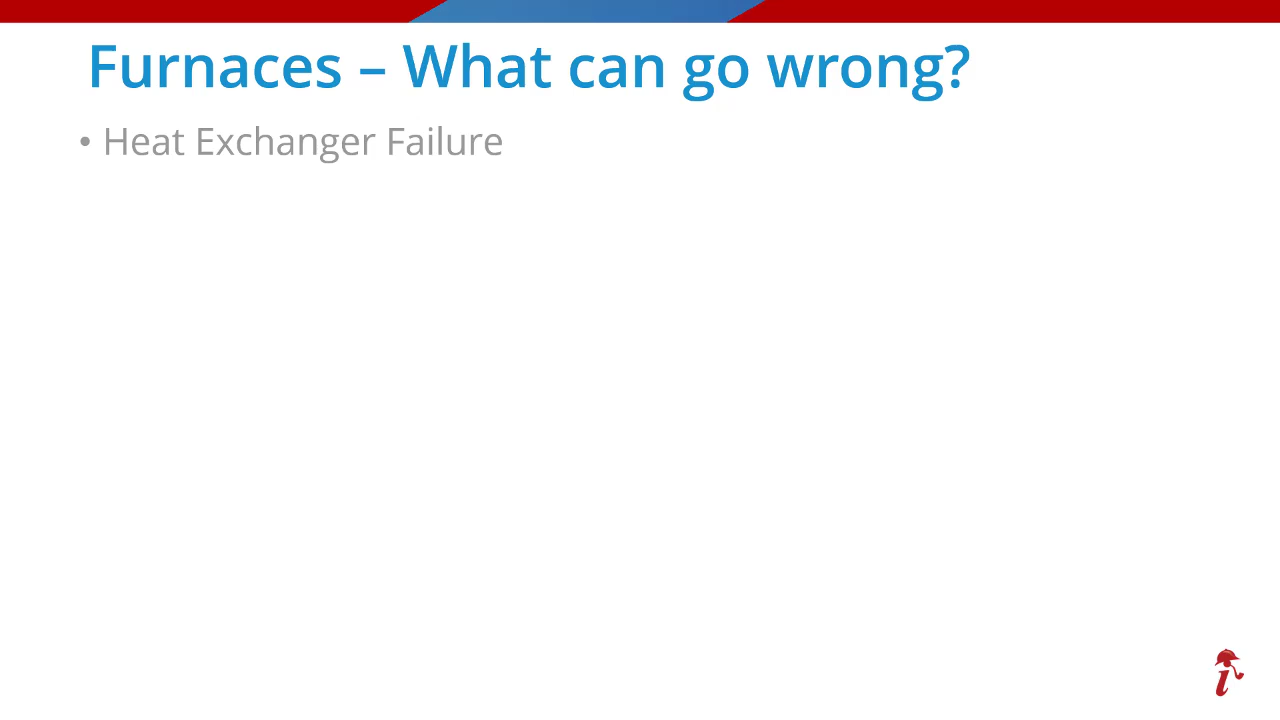 Furnaces – What can go wrong?
• Heat Exchanger Failure